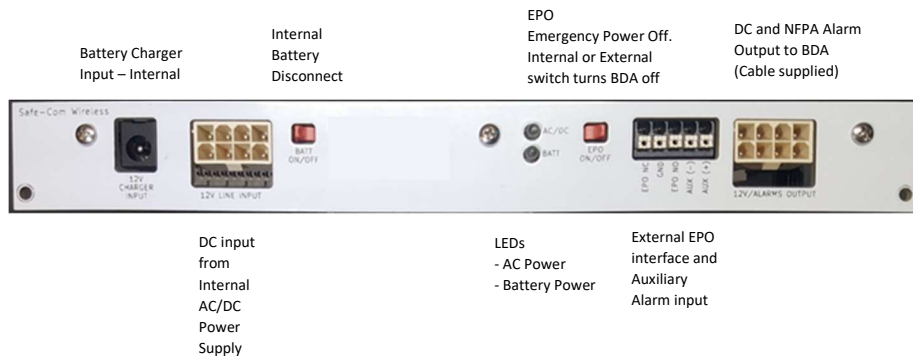 Battery Charger
Input – Internal
Internal
Battery
Disconnect
EPO
Emergency Power Off.
Internal or External
switch turns BDA off
DC and NFPA Alarm
Output to BDA
(Cable supplied)
Safe-Com Wireless
12V
CHARGER
INPUT
12V LINE INPUT
BATT
ON/OFF
AC/DC
BATT
EPO
ON/OFF
EPO NC
GND
EPO NO
AUX (-)
AUX (+)
12V/ALARMS OUTPUT
DC input
from
Internal
AC/DC
Power
Supply
LEDs
- AC Power
- Battery Power
External EPO
interface and
Auxiliary
Alarm input